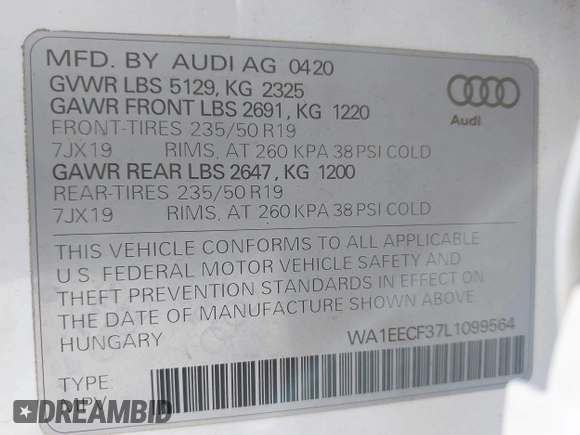 MFD. BY AUDI AG 0420
GVWR LBS 5129, KG 2325
GAWR FRONT LBS 2691, KG 1220
FRONT-TIRES 235/50 R19
7JX19 RIMS, AT 260 KPA 38 PSI COLD
GAWR REAR LBS 2647, KG 1200
REAR-TIRES 235/50 R19
7JX19 RIMS, AT 260 KPA 38 PSI COLD
Audi
THIS VEHICLE CONFORMS TO ALL APPLICABLE
U.S. FEDERAL MOTOR VEHICLE SAFETY AND
THEFT PREVENTION STANDARDS IN EFFECT ON
THE DATE OF MANUFACTURE SHOWN ABOVE.
HUNGARY WA1EECF37L1099564
TYPE:
MPV
DREAMBID